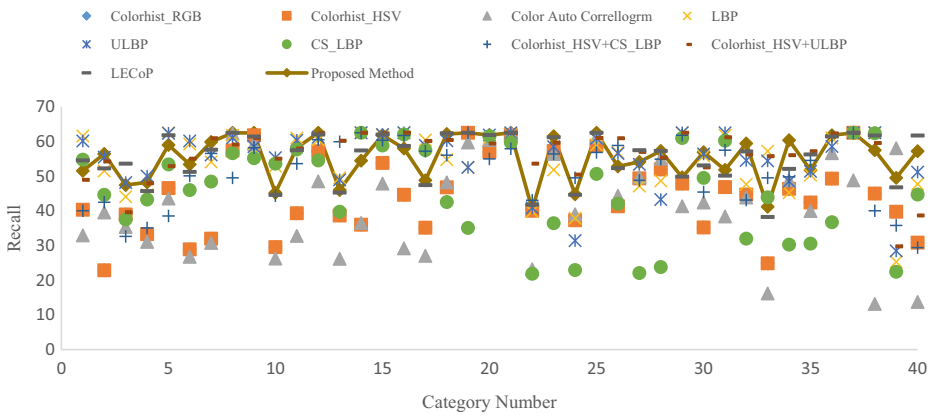 Colorhist_RGB Colorhist_HSV Color Auto Correllogrm LBP
ULBP CS_LBP Colorhist_HSV+CS_LBP Colorhist_HSV+ULBP
LECoP Proposed Method
70
60
50
40
30
20
10
0
Recall
0 5 10 15 20 25 30 35 40
Category Number